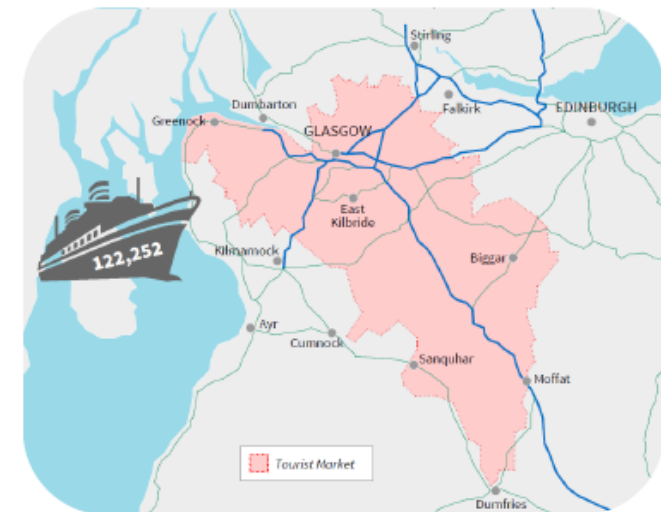 Stirling
Dumbarton
Falkirk
EDINBURGH
Greenock
GLASGOW
East
Kilbride
122,252
Kilmarnock
Biggar
Ayr
Cumnock
Sanquhar
Moffat
Tourist Market
Dumfries